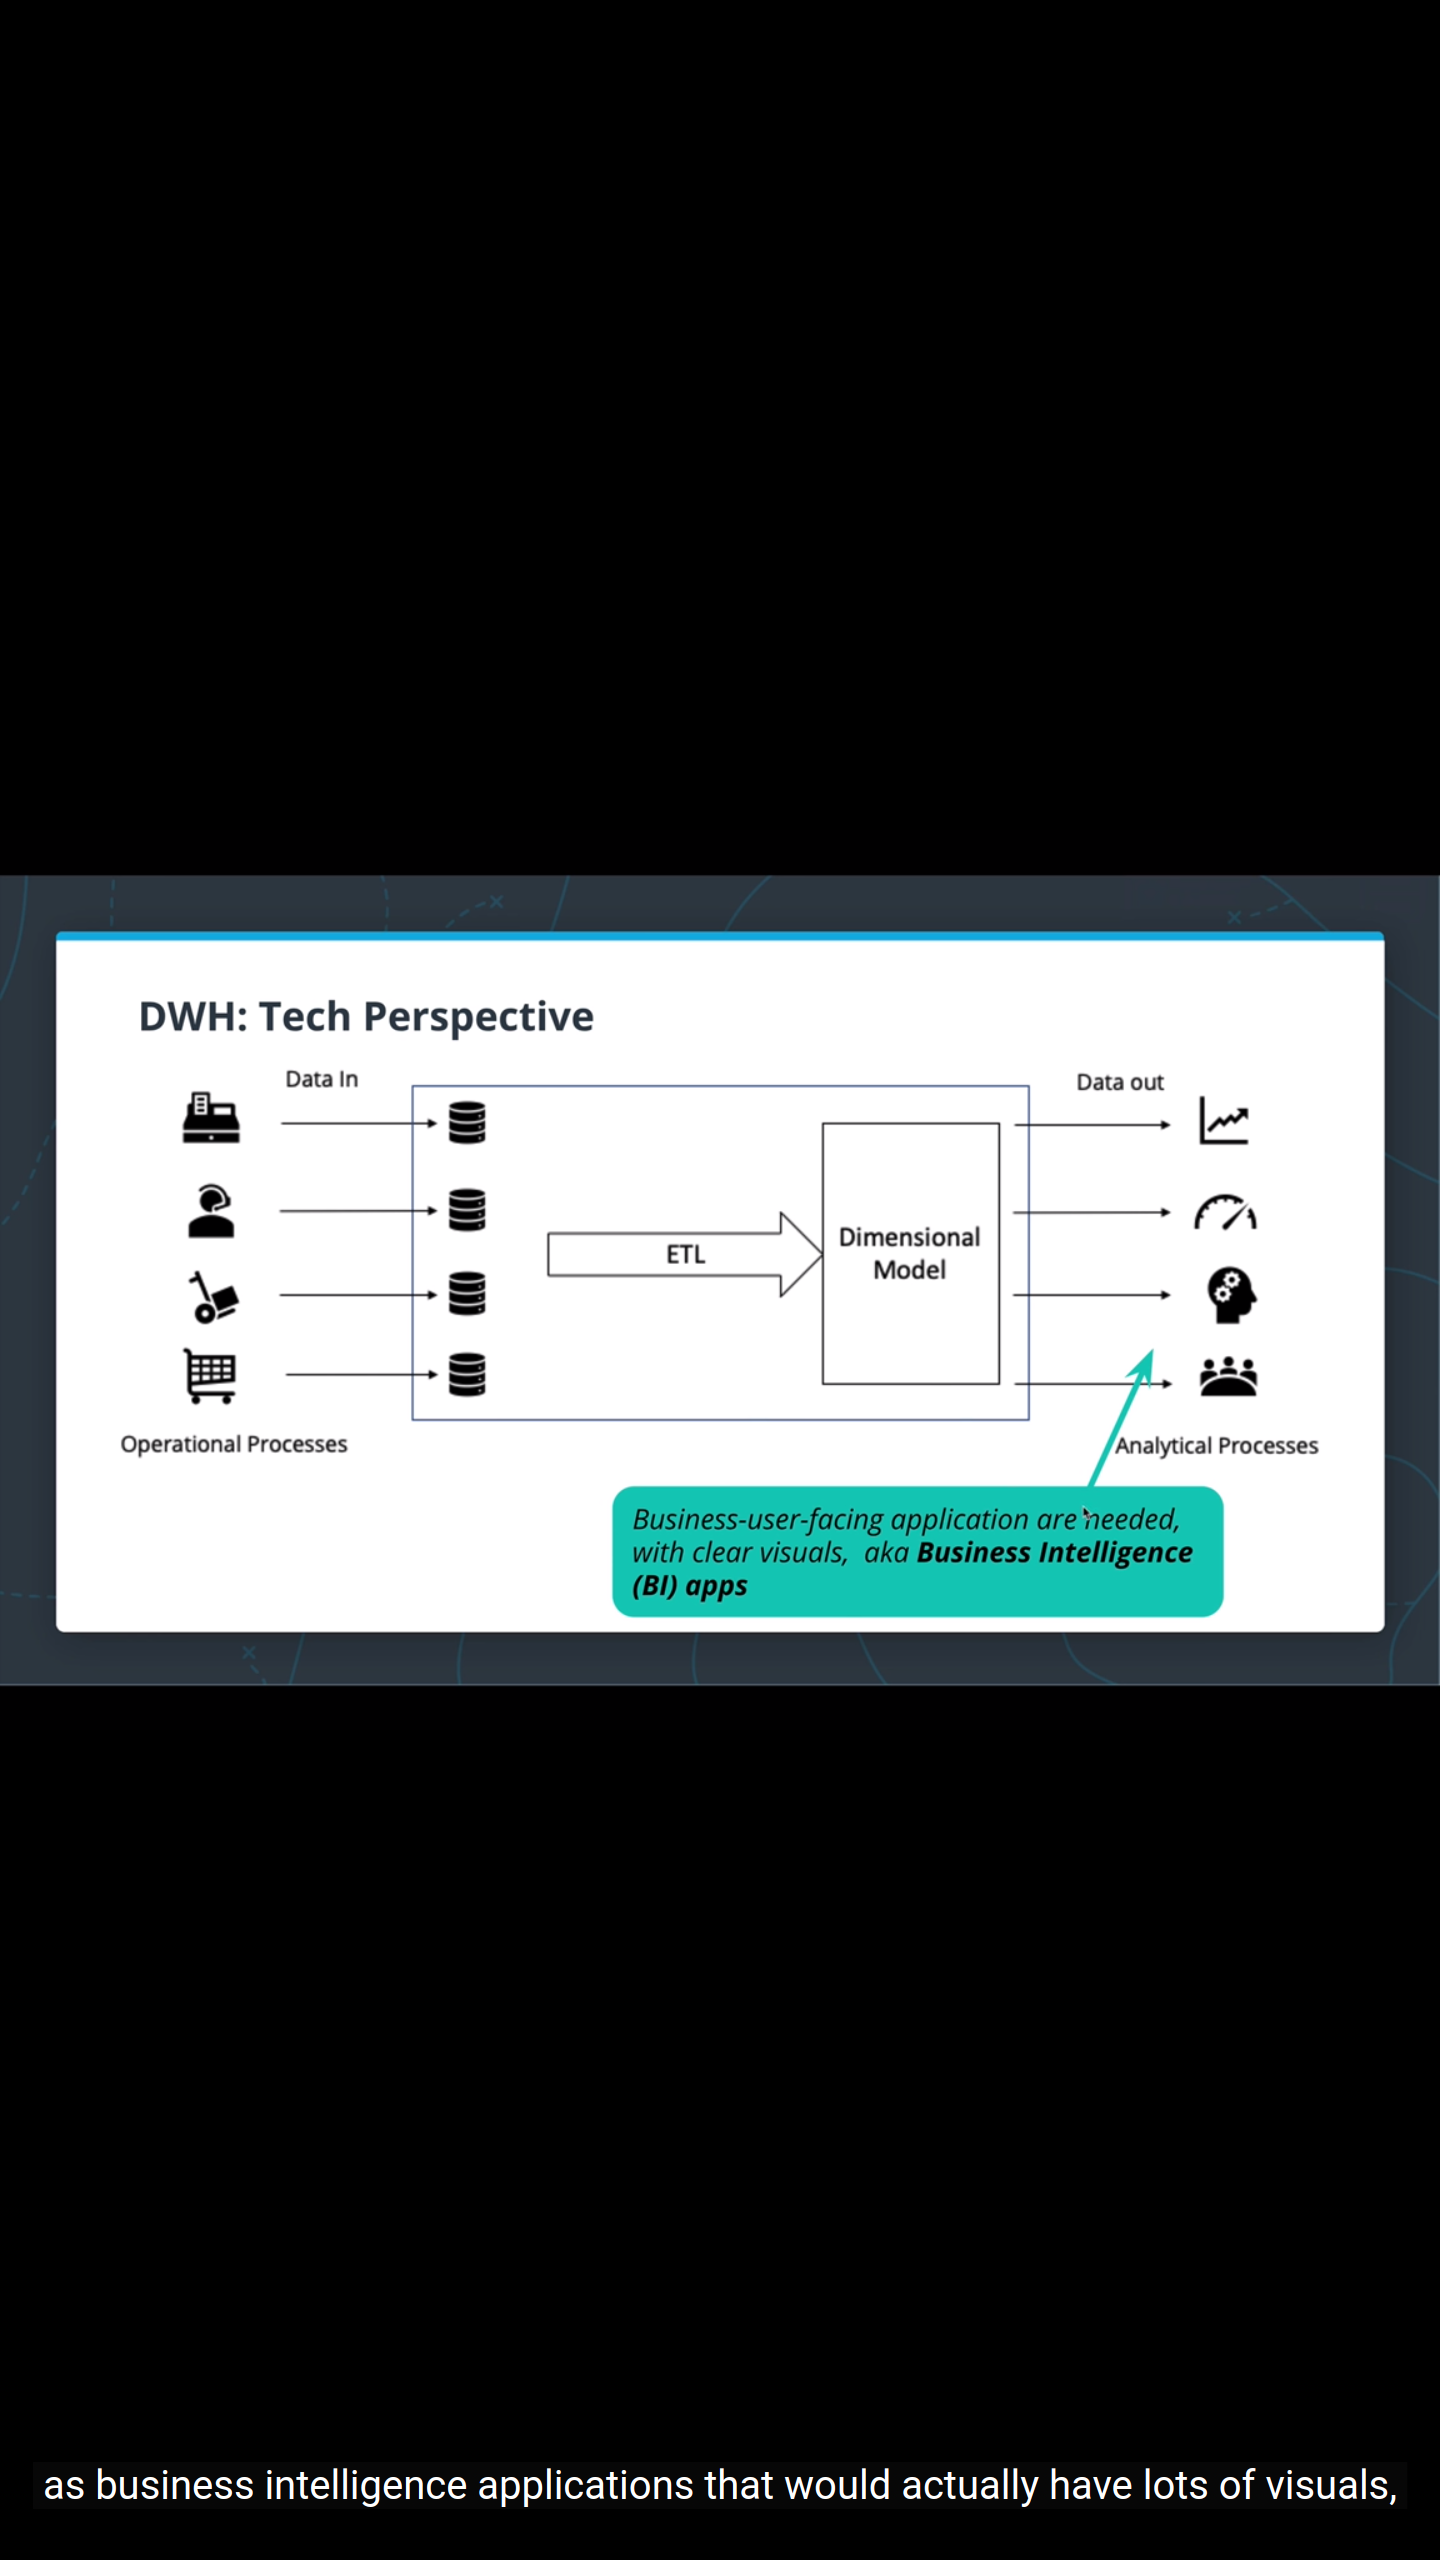 DWH: Tech Perspective
Data In
Data out
ETL
Dimensional
Model
Operational Processes
Analytical Processes
Business-user-facing application are needed,
with clear visuals, aka Business Intelligence
(BI) apps
as business intelligence applications that would actually have lots of visuals,